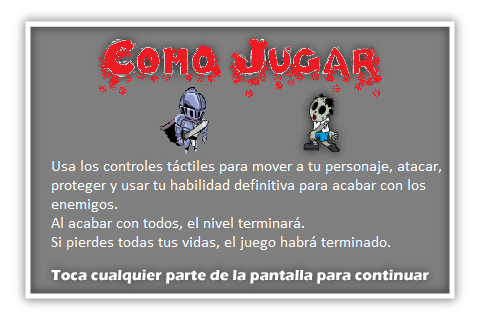 Como Jugar
Usa los controles táctiles para mover a tu personaje, atacar,
proteger y usar tu habilidad definitiva para acabar con los
enemigos.
Al acabar con todos, el nivel terminará.
Si pierdes todas tus vidas, el juego habrá terminado.
Toca cualquier parte de la pantalla para continuar